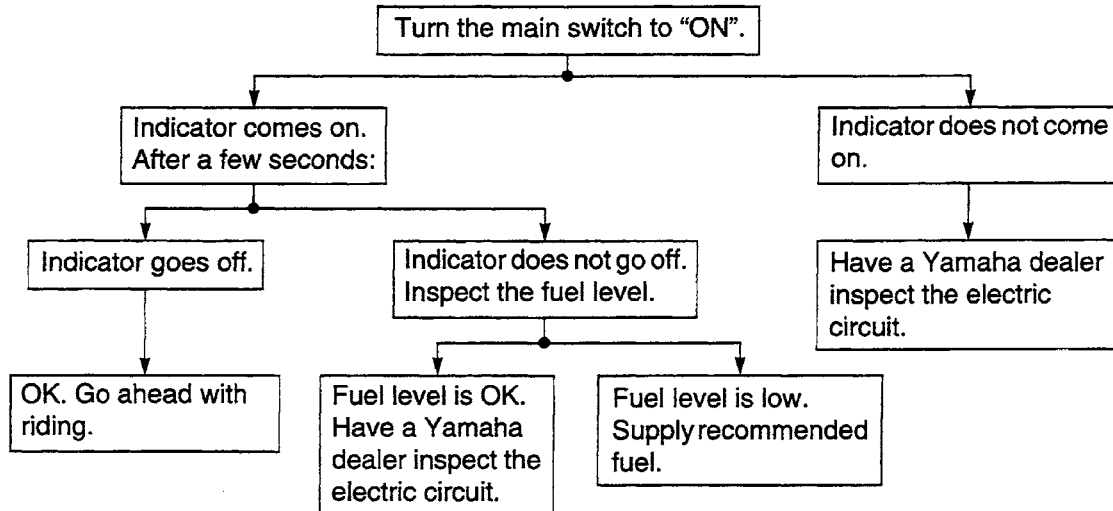 Turn the main switch to “ON”.
Indicator comes on.
After a few seconds:
Indicator does not come
on.
Indicator goes off.
Indicator does not go off.
Inspect the fuel level.
Have a Yamaha dealer
inspect the electric
circuit.
OK. Go ahead with
riding.
Fuel level is OK.
Have a Yamaha
dealer inspect the
electric circuit.
Fuel level is low.
Supply recommended
fuel.